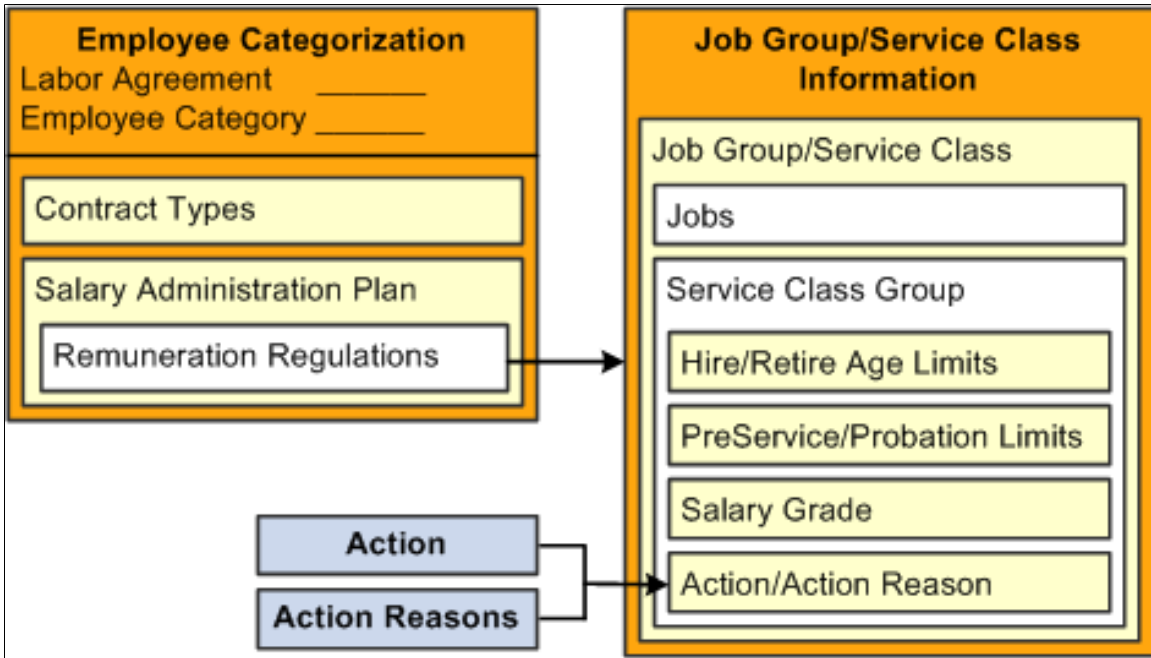 Employee Categorization
Labor Agreement ______
Employee Category ______
Contract Types
Salary Administration Plan
Remuneration Regulations
Action
Action Reasons
Job Group/Service Class
Information
Job Group/Service Class
Jobs
Service Class Group
Hire/Retire Age Limits
PreService/Probation Limits
Salary Grade
Action/Action Reason